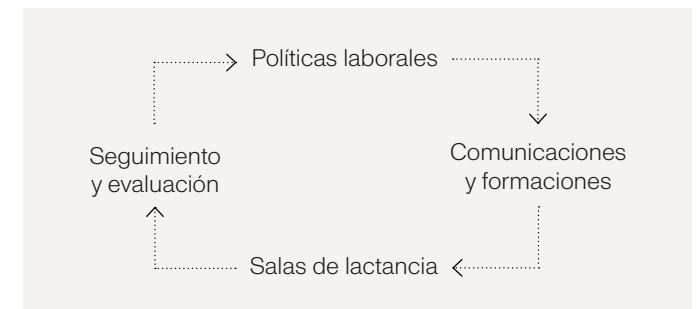 Políticas laborales
Comunicaciones
y formaciones
Salas de lactancia
Seguimiento
y evaluación